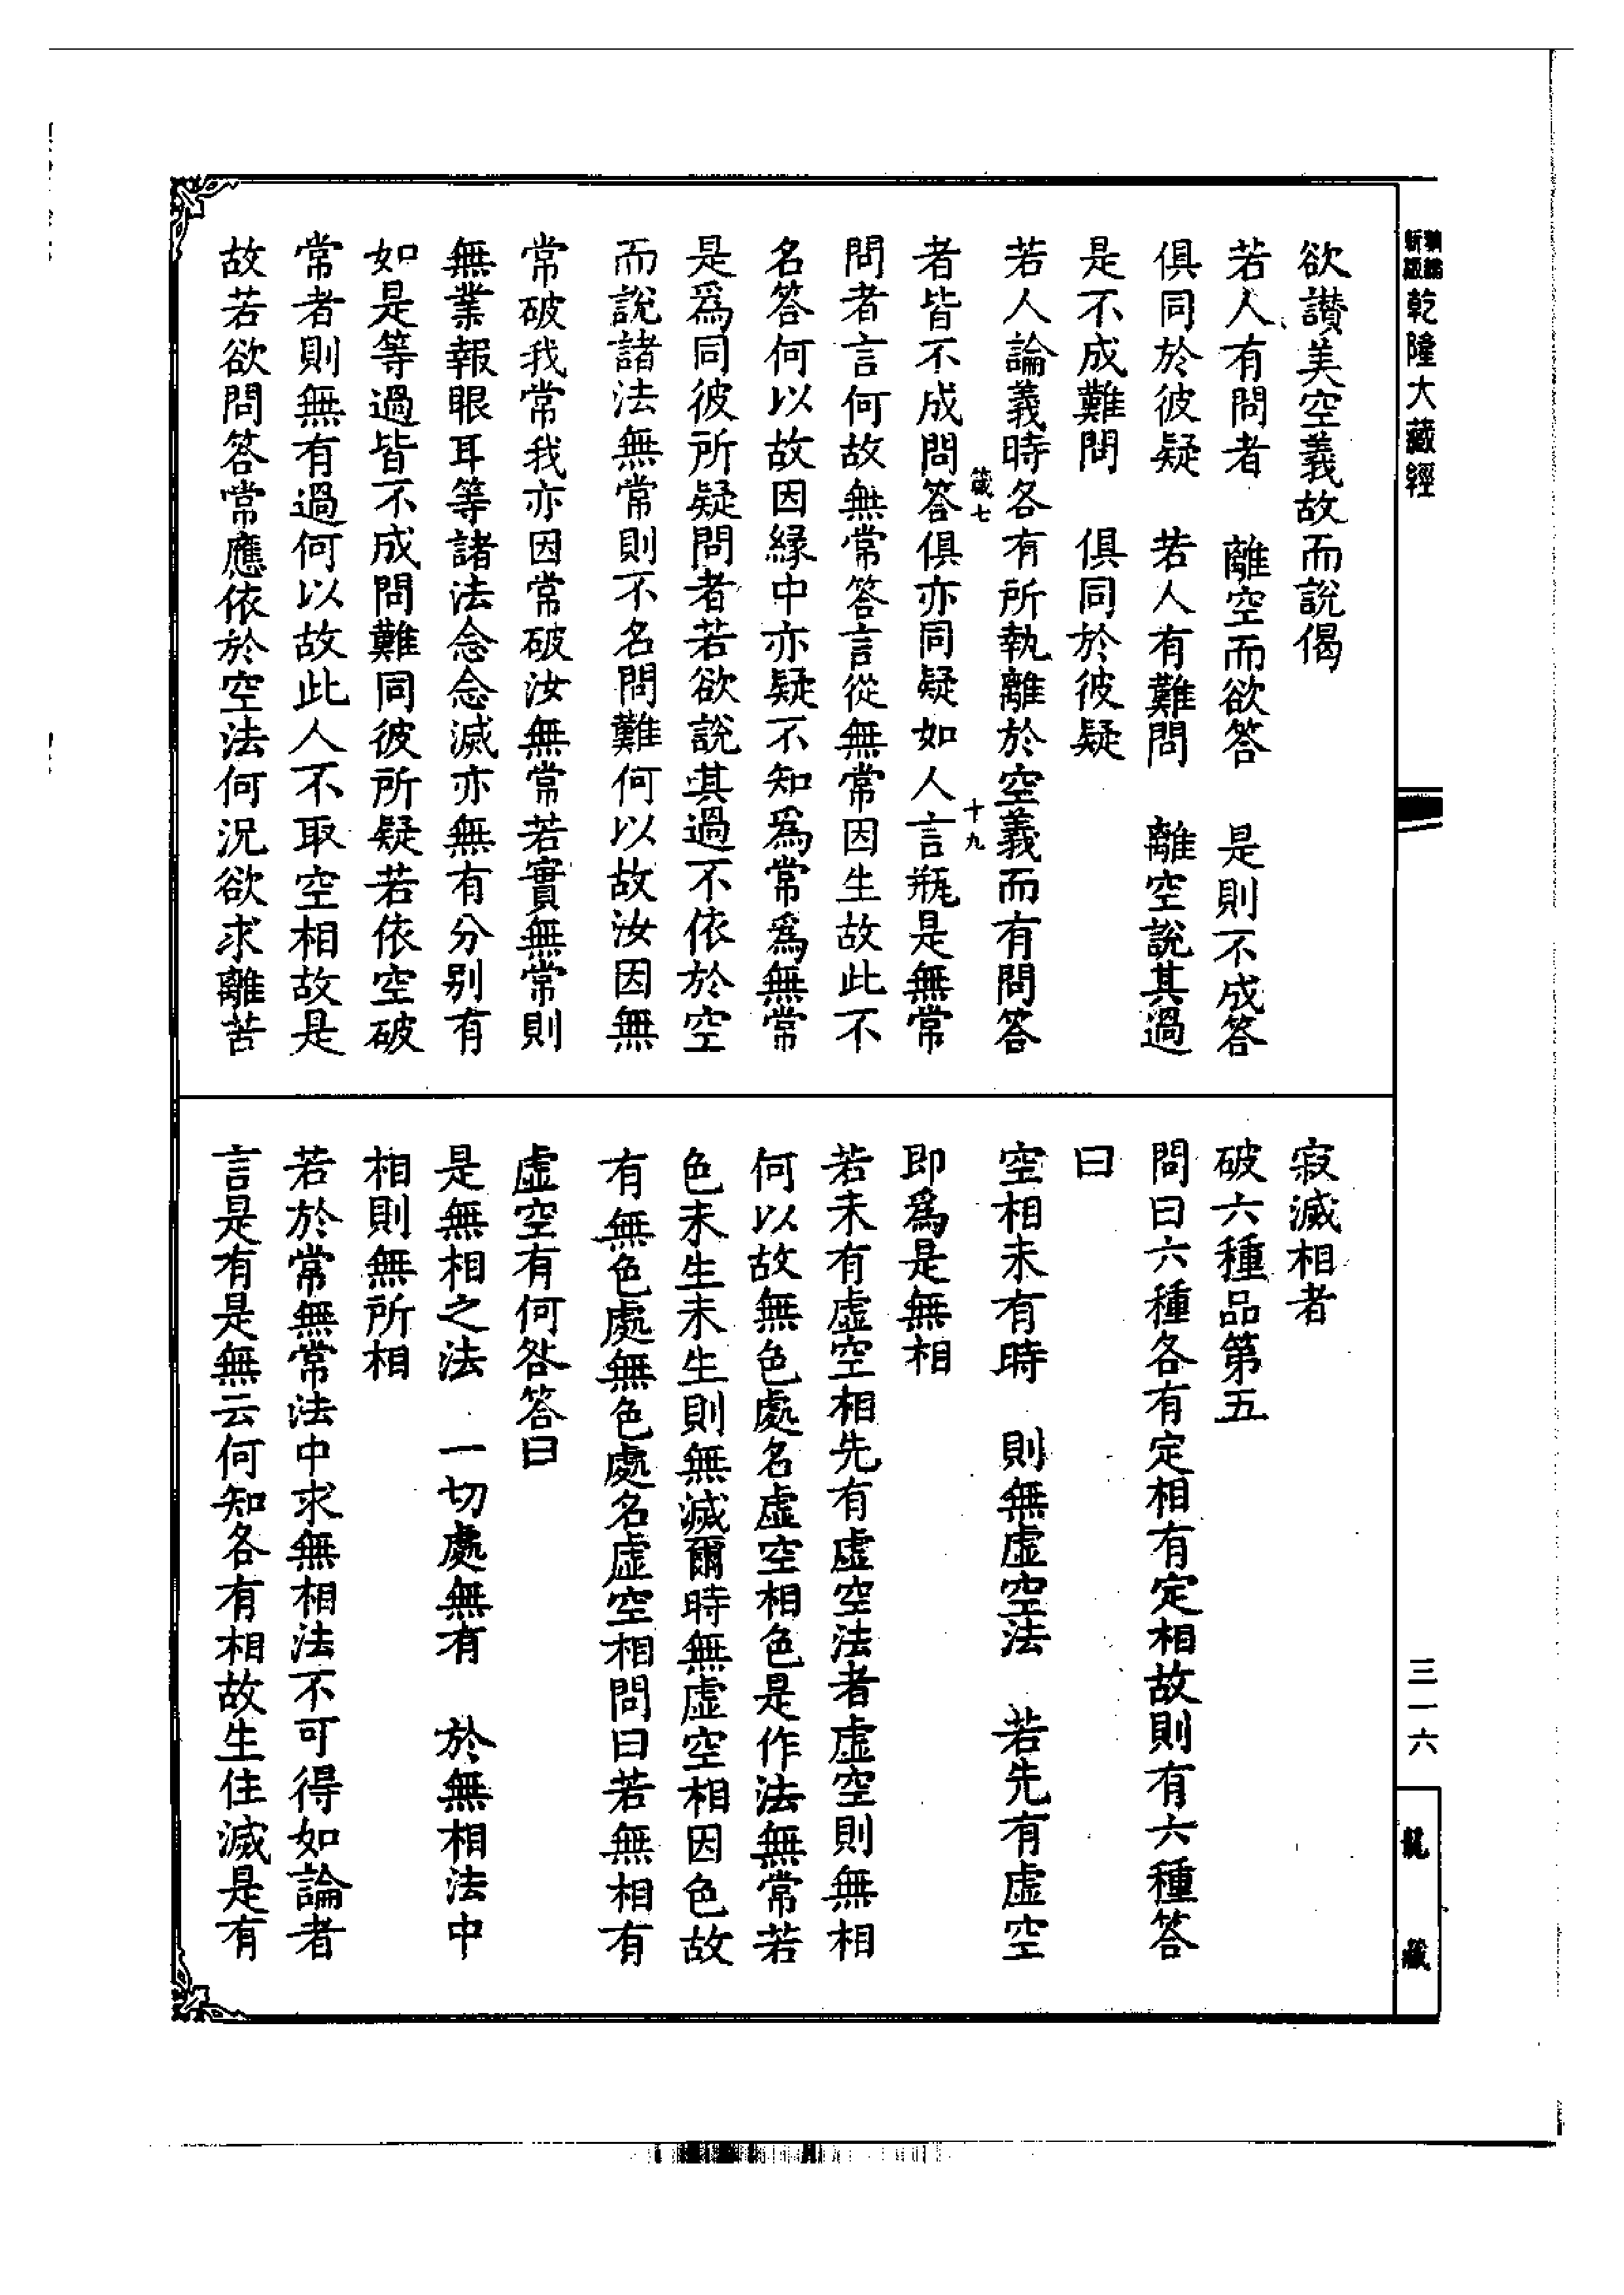 新編縮版 乾隆大藏經
三一六
龍藏
欲讚美空義故而說偈
若人有問者　離空而欲答　是則不成答
俱同於彼疑　若人有難問　離空說其過
是不成難問　俱同於彼疑
若人論義時各有所執離於空義而有問答
箴七　十九
者皆不成問答俱亦同疑如人言瓶是無常
問者言何故無常答言從無常因生故此不
名答何以故因緣中亦疑不知爲常爲無常
是爲同彼所疑問者若欲說其過不依於空
而說諸法無常則不名問難何以故汝因無
常破我常我亦因常破汝無常若實無常則
無業報眼耳等諸法念念滅亦無有分别有
如是等過皆不成問難同彼所疑若依空破
常者則無有過何以故此人不取空相故是
故若欲問答常應依於空法何況欲求離苦
寂滅相者
破六種品第五
問曰六種各有定相有定相故則有六種答
曰
空相未有時　則無虛空法　若先有虛空
即爲是無相
若未有虛空相先有虛空法者虛空則無相
何以故無色處名虛空相色是作法無常若
色未生未生則無滅爾時無虛空相因色故
有無色處無色處名虛空相問曰若無相有
虛空有何咎答曰
是無相之法　一切處無有　於無相法中
相則無所相
若於常無常法中求無相法不可得如論者
言是有是無云何知各有相故生住滅是有